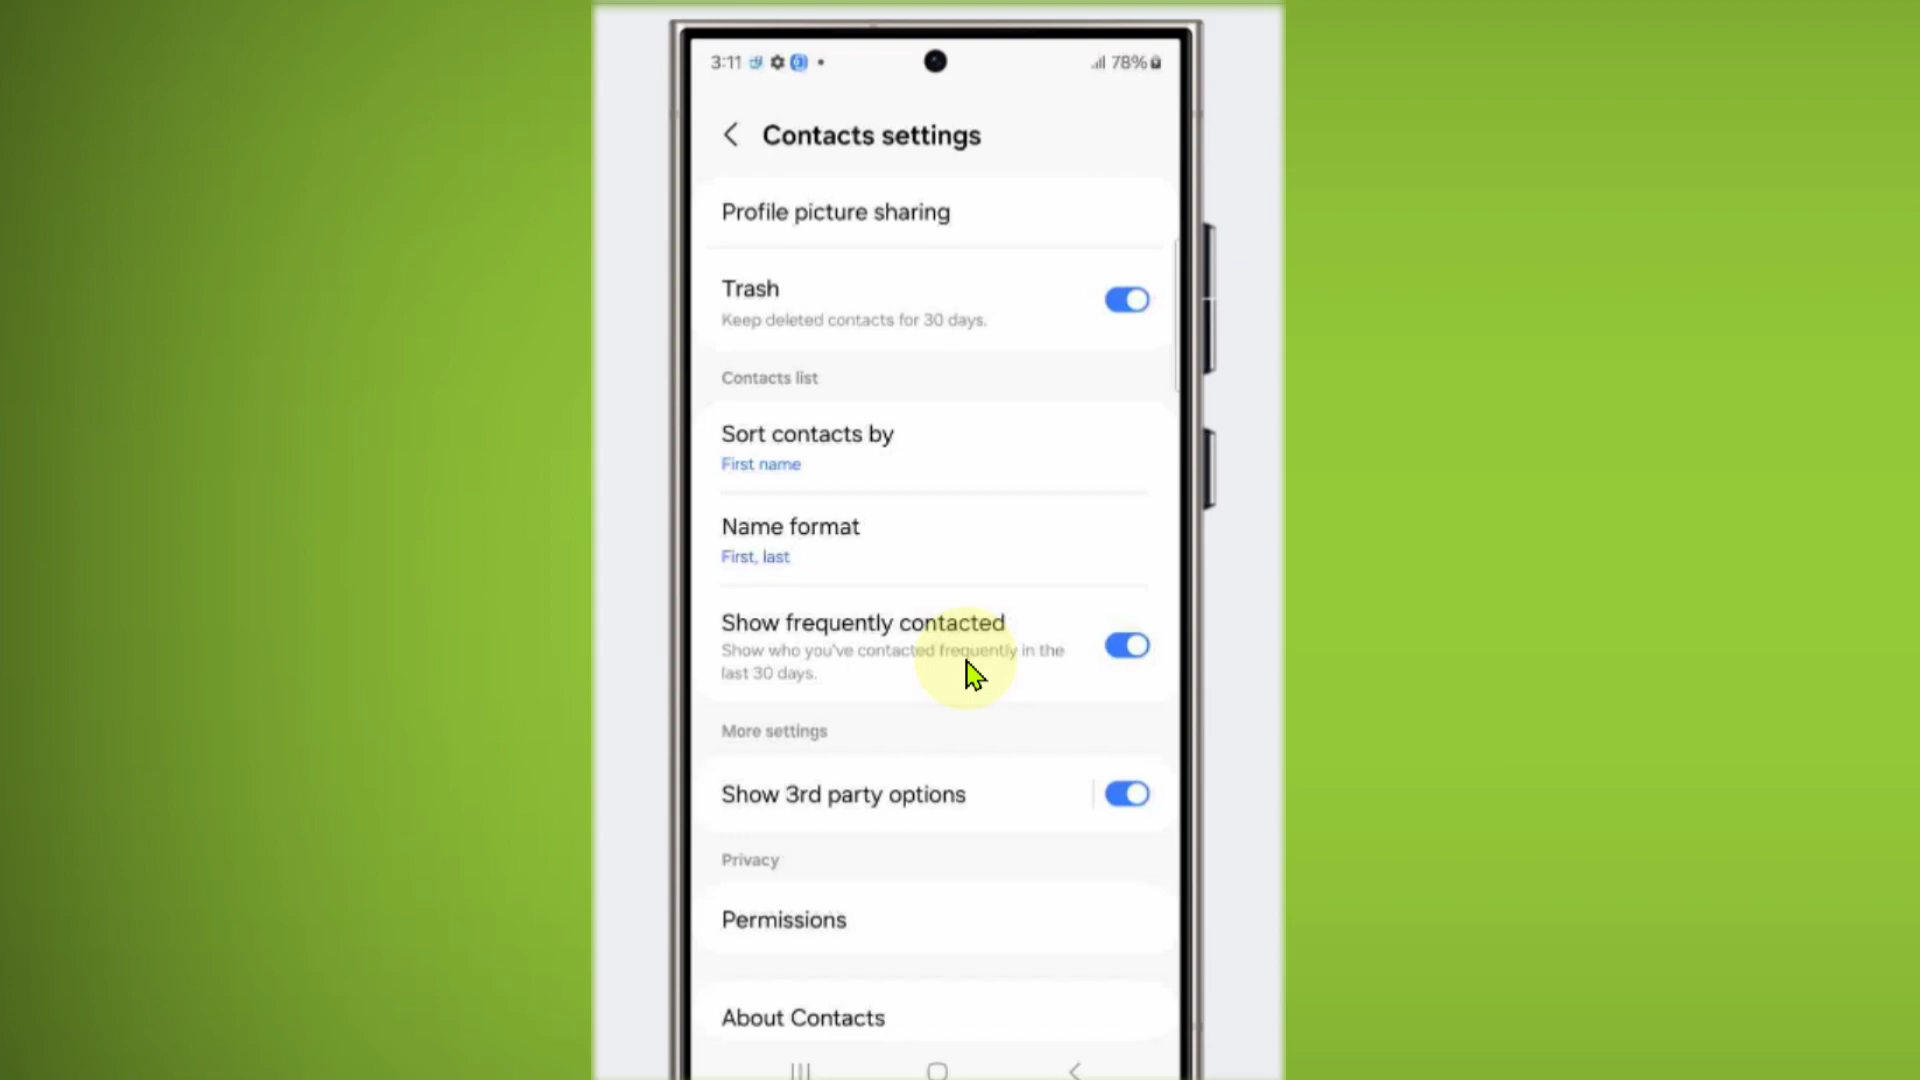 3:11
78%
Contacts settings
Profile picture sharing
Trash
Keep deleted contacts for 30 days.
Contacts list
Sort contacts by
First name
Name format
First, last
Show frequently contacted
Show who you've contacted frequently in the
last 30 days.
More settings
Show 3rd party options
Privacy
Permissions
About Contacts